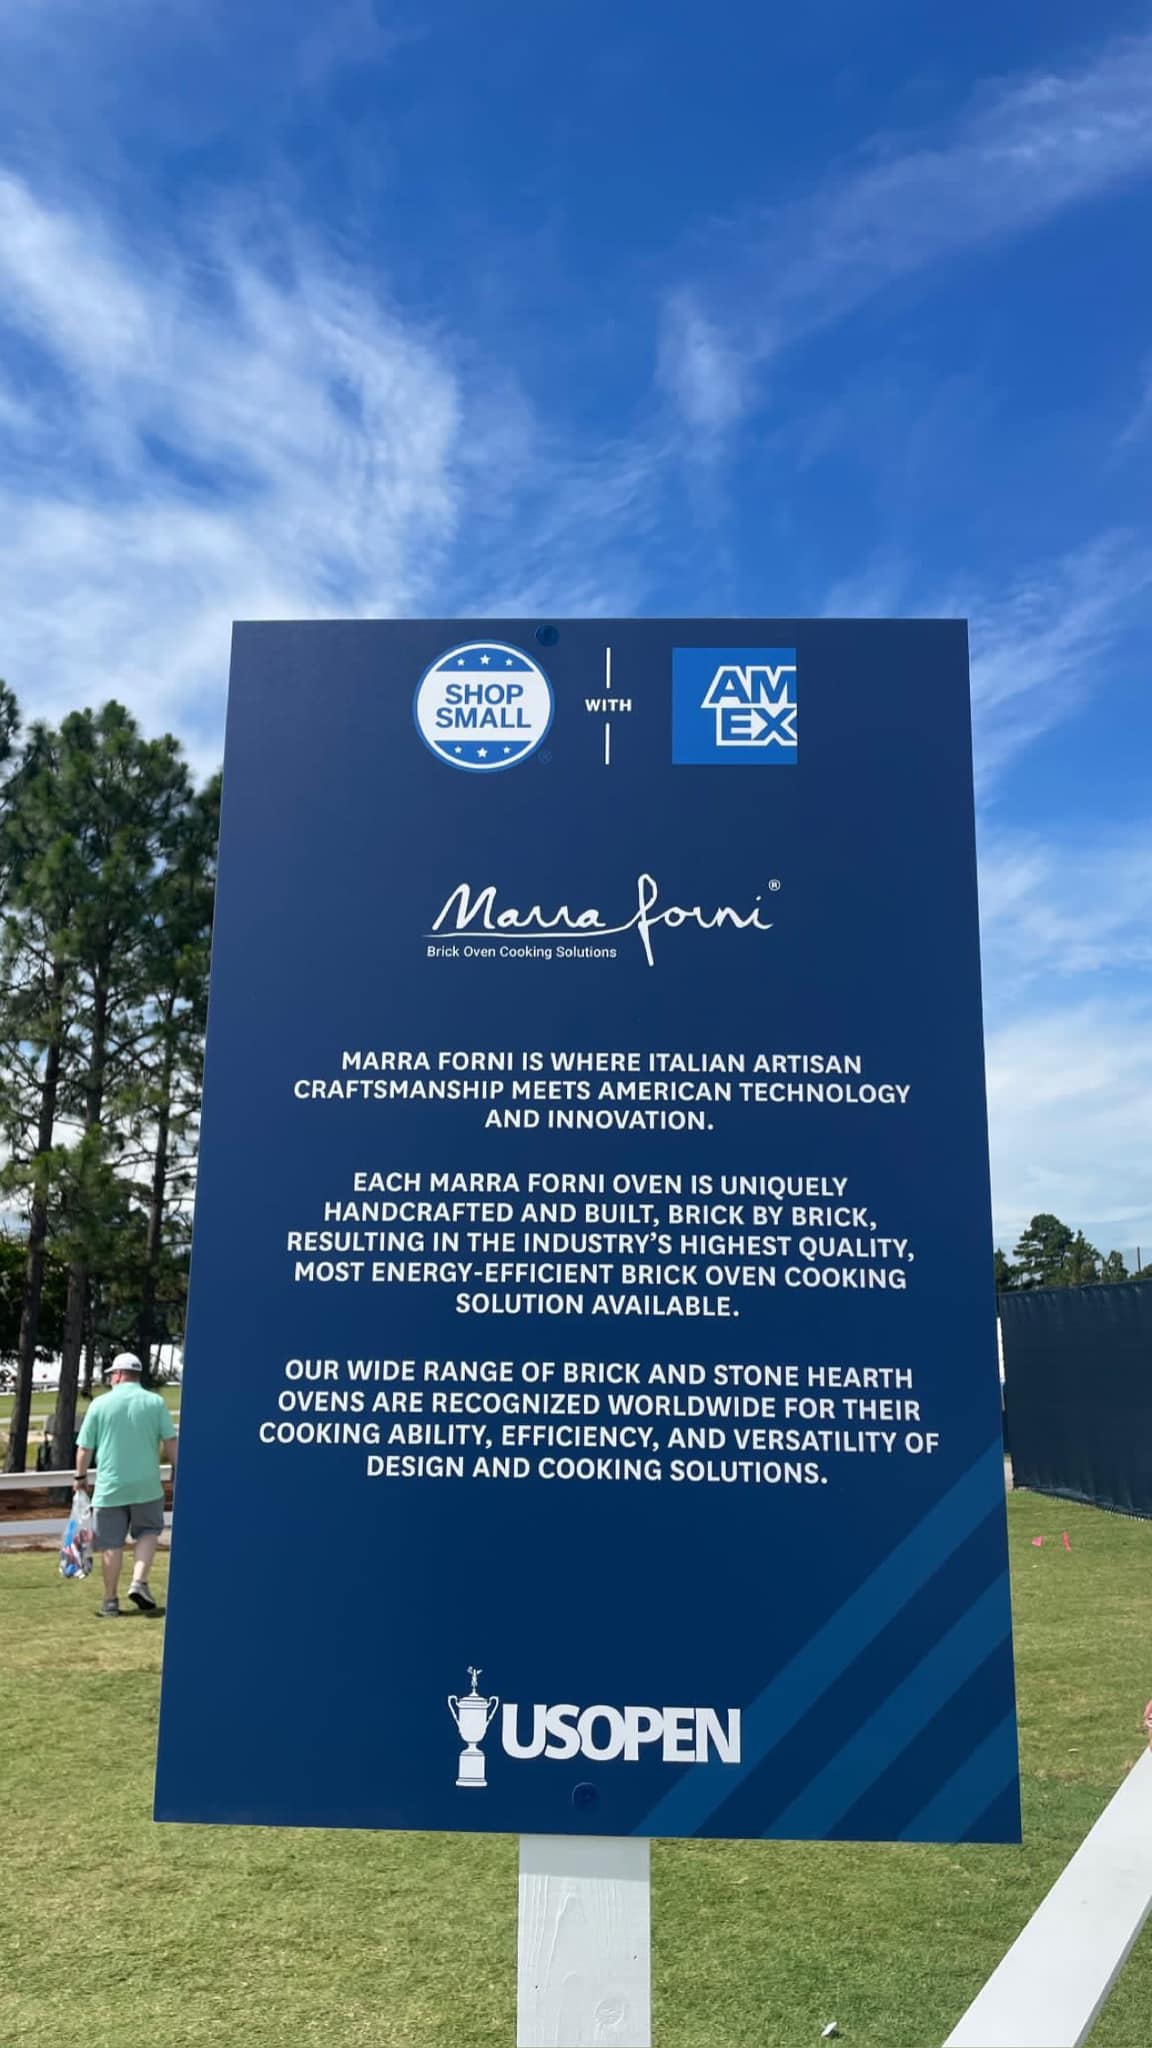 SHOP
SMALL
®
WITH
AM
EX
Marra forni®
Brick Oven Cooking Solutions
MARRA FORNI IS WHERE ITALIAN ARTISAN
CRAFTSMANSHIP MEETS AMERICAN TECHNOLOGY
AND INNOVATION.
EACH MARRA FORNI OVEN IS UNIQUELY
HANDCRAFTED AND BUILT, BRICK BY BRICK,
RESULTING IN THE INDUSTRY’S HIGHEST QUALITY,
MOST ENERGY-EFFICIENT BRICK OVEN COOKING
SOLUTION AVAILABLE.
OUR WIDE RANGE OF BRICK AND STONE HEARTH
OVENS ARE RECOGNIZED WORLDWIDE FOR THEIR
COOKING ABILITY, EFFICIENCY, AND VERSATILITY OF
DESIGN AND COOKING SOLUTIONS.
USOPEN